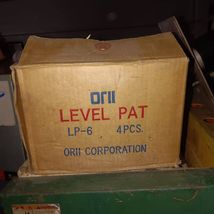 orii
LEVEL PAT
LP-6 4PCS.
ORII CORPORATION